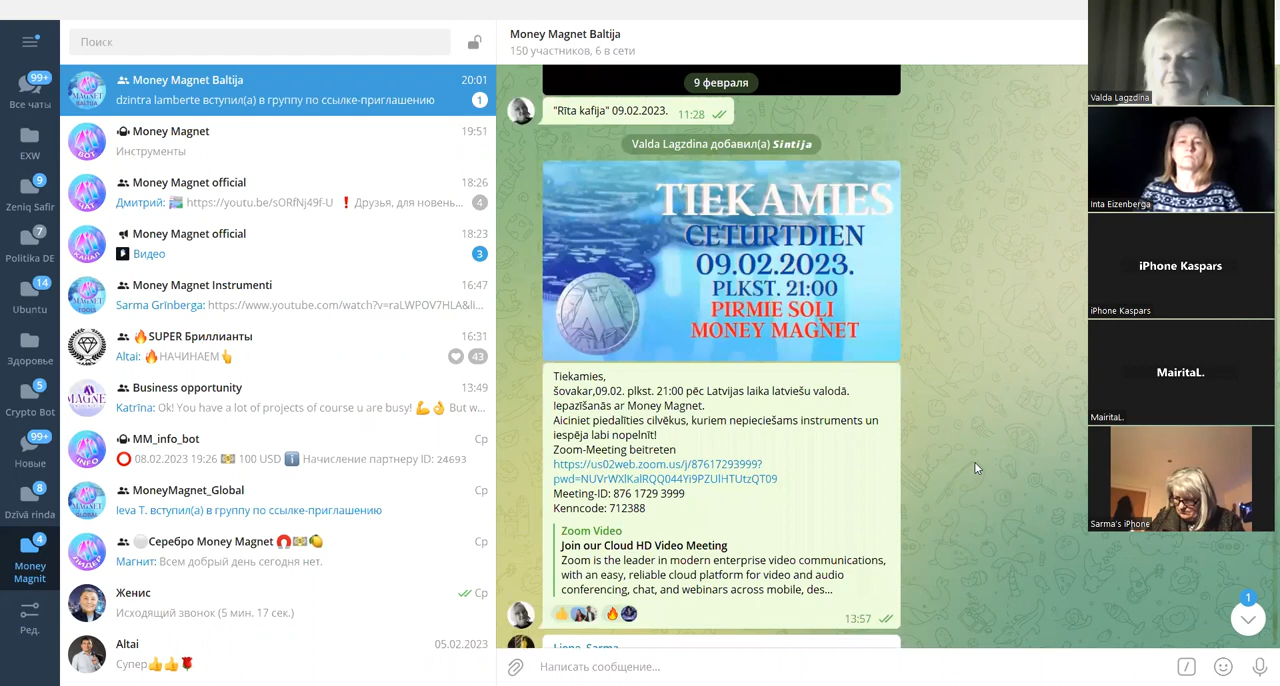 Поиск
99+
Все чаты
EXW
9
Zeniq Safir
7
Politika DE
14
Ubuntu
Здоровье
5
Crypto Bot
99+
Новые
8
Dzīvā rinda
4
Money
Magnit
Ред.
Money Magnet Baltija 20:01
dzintra lamberte вступил(а) в группу по ссылке-приглашению 1
Money Magnet 19:51
Инструменты
Money Magnet official 18:26
Дмитрий: https://youtu.be/sORfNj49f-U ❗ Друзья, для новень... 4
Money Magnet official 18:23
Видео 3
Money Magnet Instrumenti 16:47
Sarma Grīnberga: https://www.youtube.com/watch?v=raLWPOV7HLA&li...
🔥SUPER Бриллианты 16:31
Altai: 🔥НАЧИНАЕМ👆 43
Business opportunity 13:49
Katrīna: Ok! You have a lot of projects of course u are busy! 💪👌 But w...
MM_info_bot Ср
⭕ 08.02.2023 19:26 💵 100 USD ℹ️ Начисление партнеру ID: 24693
MoneyMagnet_Global Ср
Ieva T. вступил(а) в группу по ссылке-приглашению
⚪Серебро Money Magnet 🧲💵🍋 Ср
Магнит: Всем добрый день сегодня нет.
Женис Ср
Исходящий звонок (5 мин. 17 сек.)
Altai 05.02.2023
Супер👍👍🌹
Money Magnet Baltija
150 участников, 6 в сети
9 февраля
"Rīta kafija" 09.02.2023. 11:28
Valda Lagzdina добавил(а) Sintija
TIEKAMIES
CETURTDIEN
09.02.2023.
PLKST. 21:00
PIRMIE SOĻI
MONEY MAGNET
Tiekamies,
šovakar,09.02. plkst. 21:00 pēc Latvijas laika latviešu valodā.
Iepazīšanās ar Money Magnet.
Aiciniet piedalīties cilvēkus, kuriem nepieciešams instruments un
iespēja labi nopelnīt!
Zoom-Meeting beitreten
https://us02web.zoom.us/j/87617293999?
pwd=NUVrWXlKalRQQ044Yi9PZUlHTUtzQT09
Meeting-ID: 876 1729 3999
Kenncode: 712388
Zoom Video
Join our Cloud HD Video Meeting
Zoom is the leader in modern enterprise video communications,
with an easy, reliable cloud platform for video and audio
conferencing, chat, and webinars across mobile, des...
13:57
Liene_Sarma
Написать сообщение...
1
Valda Lagzdina
Inta Eizenberga
iPhone Kaspars
iPhone Kaspars
MairitaL.
MairitaL.
Sarma's iPhone